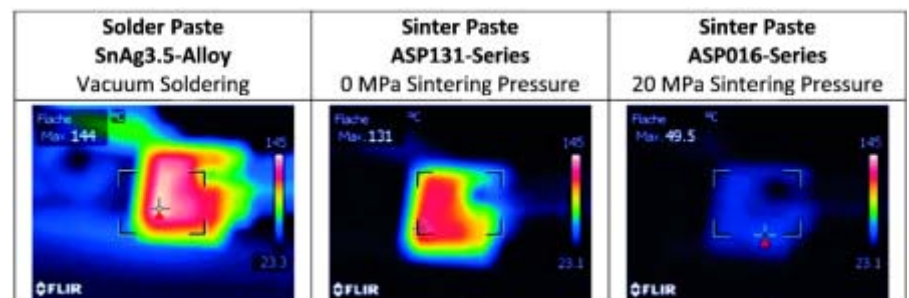 Solder Paste
SnAg3.5-Alloy
Vacuum Soldering
Sinter Paste
ASP131-Series
0 MPa Sintering Pressure
Sinter Paste
ASP016-Series
20 MPa Sintering Pressure
Fläche
Max. 144
145
23.3
FLIR
Fläche °C
Max. 131
145
23.1
FLIR
Fläche °C
Max. 49.5
145
23.1
FLIR